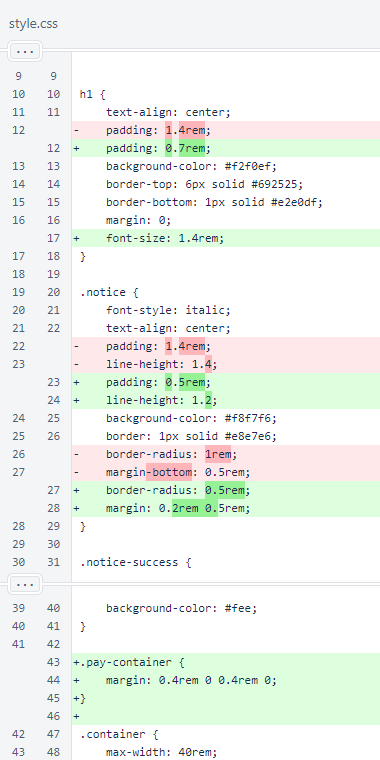 style.css
...
9 9
10 10 h1 {
11 11 text-align: center;
12 - padding: 1.4rem;
12 + padding: 0.7rem;
13 13 background-color: #f2f0ef;
14 14 border-top: 6px solid #692525;
15 15 border-bottom: 1px solid #e2e0df;
16 16 margin: 0;
17 + font-size: 1.4rem;
17 18 }
18 19
19 20 .notice {
20 21 font-style: italic;
21 22 text-align: center;
22 - padding: 1.4rem;
23 - line-height: 1.4;
23 + padding: 0.5rem;
24 + line-height: 1.2;
24 25 background-color: #f8f7f6;
25 26 border: 1px solid #e8e7e6;
26 - border-radius: 1rem;
27 - margin-bottom: 0.5rem;
27 + border-radius: 0.5rem;
28 + margin: 0.2rem 0.5rem;
28 29 }
29 30
30 31 .notice-success {
...
39 40 background-color: #fee;
40 41 }
41 42
43 +.pay-container {
44 + margin: 0.4rem 0 0.4rem 0;
45 +}
46 +
42 47 .container {
43 48 max-width: 40rem;